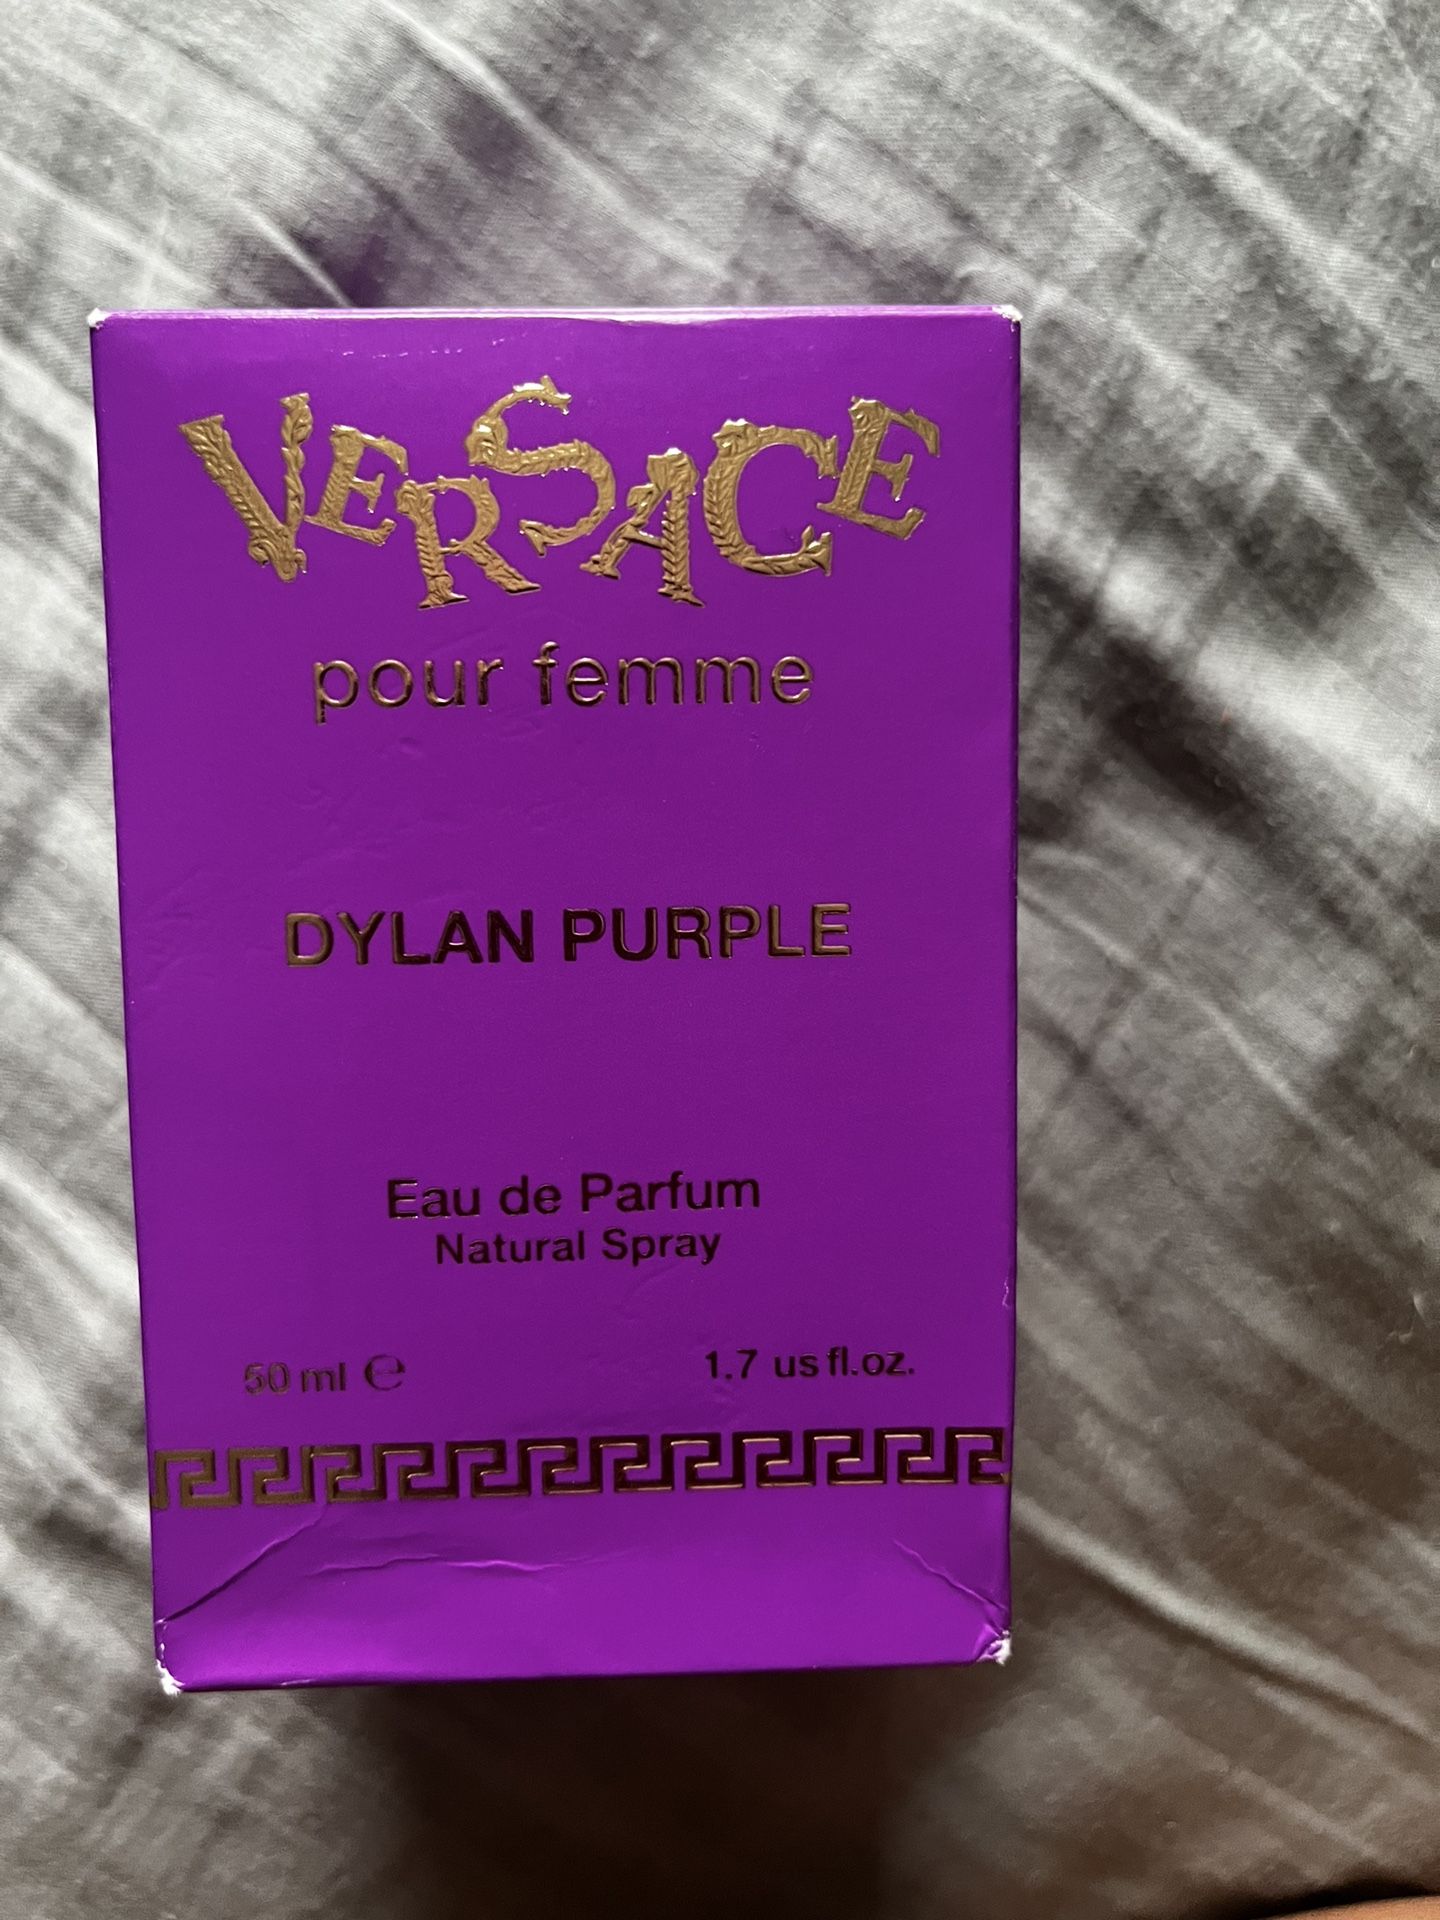 VERSACE
pour femme
DYLAN PURPLE
Eau de Parfum
Natural Spray
50 ml ℮
1.7 us fl.oz.